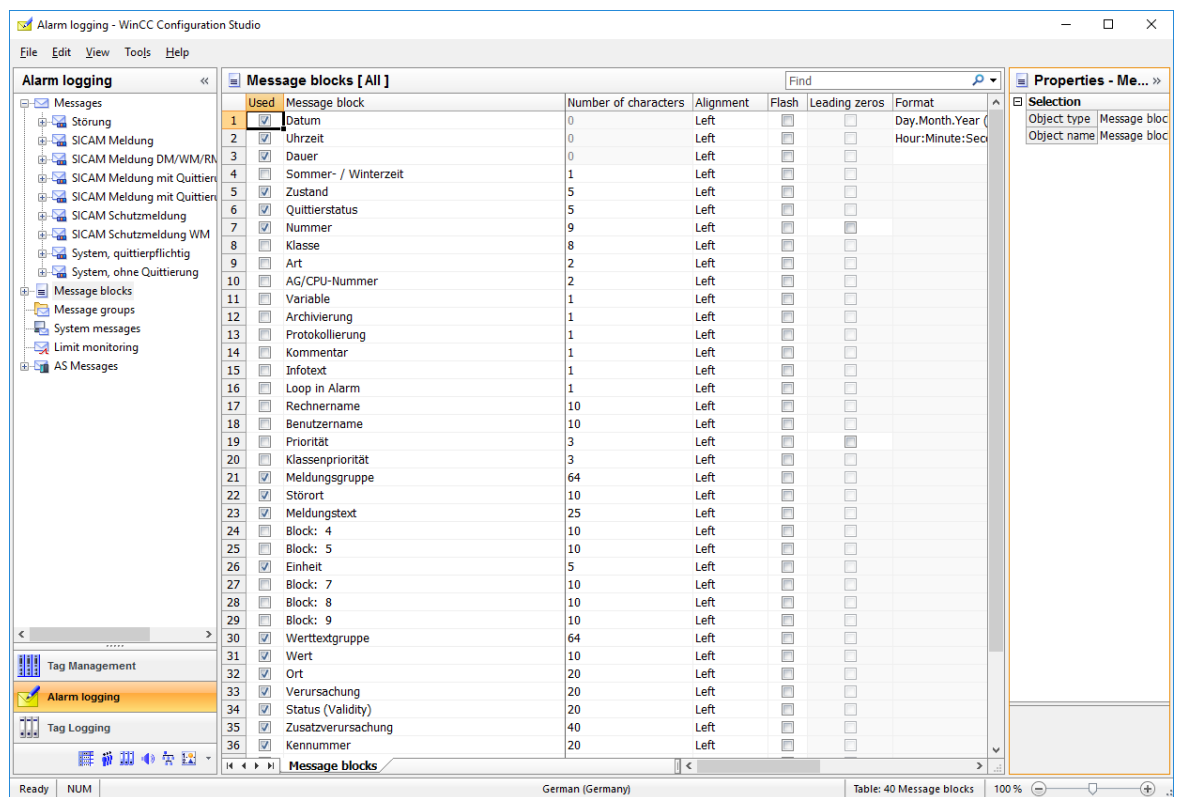 Alarm logging - WinCC Configuration Studio
File Edit View Tools Help
Alarm logging «
Messages
Störung
SICAM Meldung
SICAM Meldung DM/WM/RM
SICAM Meldung mit Quittieru
SICAM Meldung mit Quittieru
SICAM Schutzmeldung
SICAM Schutzmeldung WM
System, quittierpflichtig
System, ohne Quittierung
Message blocks
Message groups
System messages
Limit monitoring
AS Messages
Tag Management
Alarm logging
Tag Logging
Message blocks [ All ] Find
Used Message block Number of characters Alignment Flash Leading zeros Format
1 Datum 0 Left Day.Month.Year (
2 Uhrzeit 0 Left Hour:Minute:Seco
3 Dauer 0 Left
4 Sommer- / Winterzeit 1 Left
5 Zustand 5 Left
6 Quittierstatus 5 Left
7 Nummer 9 Left
8 Klasse 8 Left
9 Art 2 Left
10 AG/CPU-Nummer 2 Left
11 Variable 1 Left
12 Archivierung 1 Left
13 Protokollierung 1 Left
14 Kommentar 1 Left
15 Infotext 1 Left
16 Loop in Alarm 1 Left
17 Rechnername 10 Left
18 Benutzername 10 Left
19 Priorität 3 Left
20 Klassenpriorität 3 Left
21 Meldungsgruppe 64 Left
22 Störort 10 Left
23 Meldungstext 25 Left
24 Block: 4 10 Left
25 Block: 5 10 Left
26 Einheit 5 Left
27 Block: 7 10 Left
28 Block: 8 10 Left
29 Block: 9 10 Left
30 Werttextgruppe 64 Left
31 Wert 10 Left
32 Ort 20 Left
33 Verursachung 20 Left
34 Status (Validity) 20 Left
35 Zusatzverursachung 40 Left
36 Kennummer 20 Left
Message blocks
Properties - Me... »
Selection
Object type Message bloc
Object name Message bloc
Ready NUM German (Germany) Table: 40 Message blocks 100 %